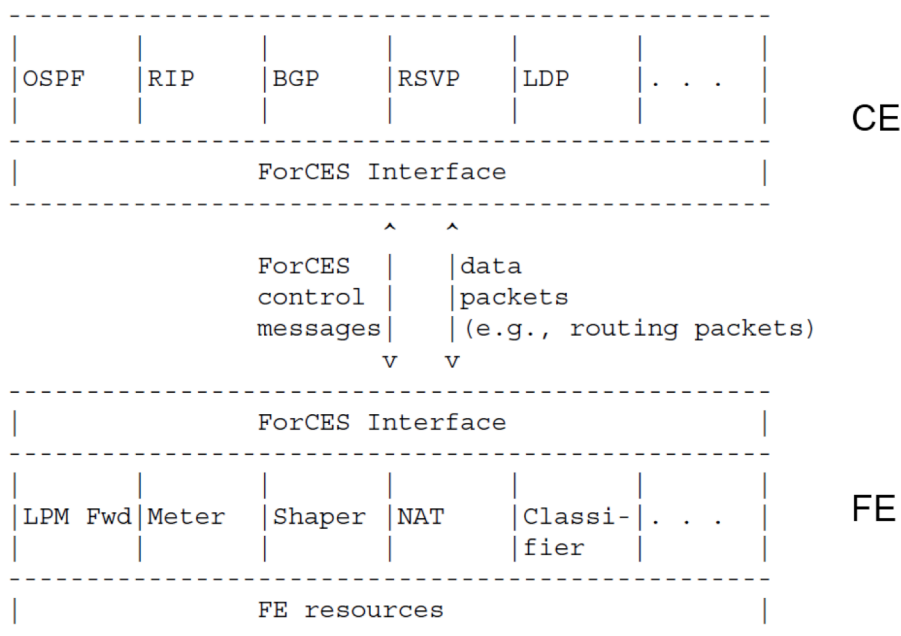 OSPF RIP BGP RSVP LDP . . .
CE
ForCES Interface
ForCES data
control packets
messages (e.g., routing packets)
ForCES Interface
LPM Fwd Meter Shaper NAT Classi- . . .
fier
FE
FE resources